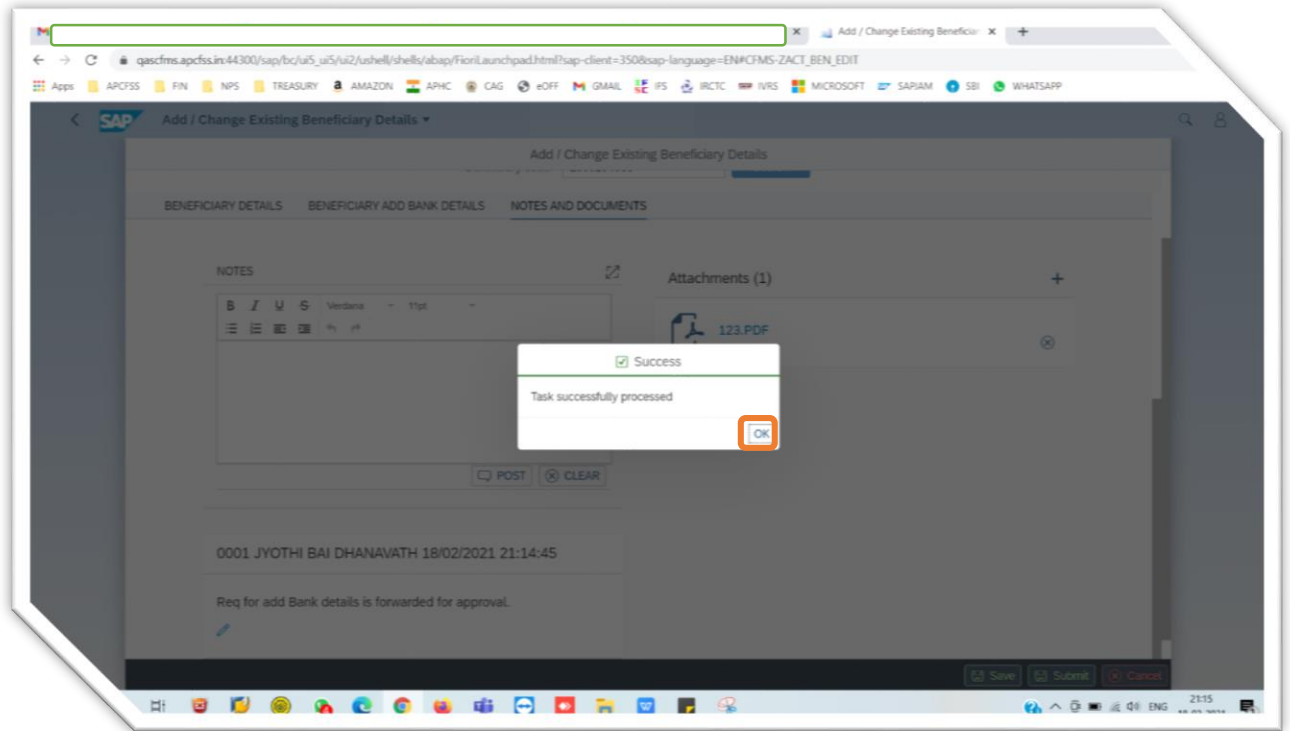 Add / Change Existing Beneficiar
qascfms.apcfss.in:44300/sap/bc/ui5_ui5/ui2/ushell/shells/abap/FioriLaunchpad.html?sap-client=350&sap-language=EN#CFMS-ZACT_BEN_EDIT
Apps APCFSS FIN NPS TREASURY AMAZON APHC CAG eOFF GMAIL IFS IRCTC IVRS MICROSOFT SAPJAM SBI WHATSAPP
SAP Add / Change Existing Beneficiary Details
Add / Change Existing Beneficiary Details
BENEFICIARY DETAILS BENEFICIARY ADD BANK DETAILS NOTES AND DOCUMENTS
NOTES
Attachments (1)
B I U S Verdana 11pt
123.PDF
Success
Task successfully processed
OK
POST CLEAR
0001 JYOTHI BAI DHANAVATH 18/02/2021 21:14:45
Req for add Bank details is forwarded for approval.
Save Submit Cancel
ENG 21:15